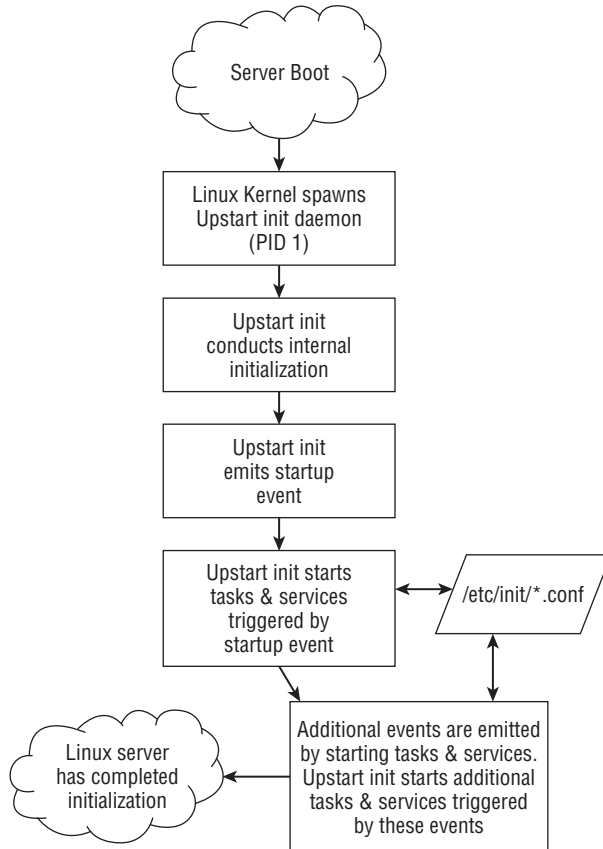 Server Boot
Linux Kernel spawns
Upstart init daemon
(PID 1)
Upstart init
conducts internal
initialization
Upstart init
emits startup
event
Upstart init starts
tasks & services
triggered by
startup event
/etc/init/*.conf
Additional events are emitted
by starting tasks & services.
Upstart init starts additional
tasks & services triggered
by these events
Linux server
has completed
initialization